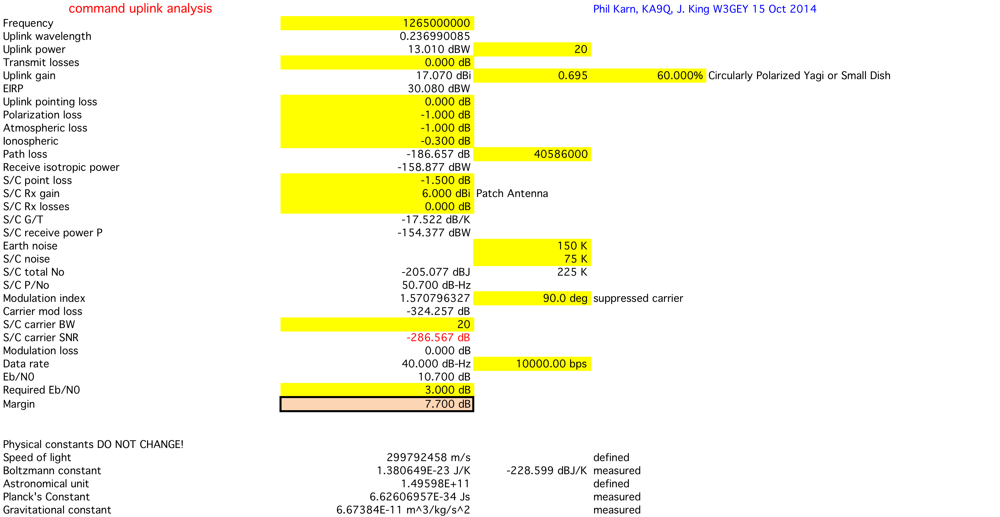 command uplink analysis Phil Karn, KA9Q, J. King W3GEY 15 Oct 2014
Frequency 1265000000
Uplink wavelength 0.236990085
Uplink power 13.010 dBW 20
Transmit losses 0.000 dB
Uplink gain 17.070 dBi 0.695 60.000% Circularly Polarized Yagi or Small Dish
EIRP 30.080 dBW
Uplink pointing loss 0.000 dB
Polarization loss -1.000 dB
Atmospheric loss -1.000 dB
Ionospheric -0.300 dB
Path loss -186.657 dB 40586000
Receive isotropic power -158.877 dBW
S/C point loss -1.500 dB
S/C Rx gain 6.000 dBi Patch Antenna
S/C Rx losses 0.000 dB
S/C G/T -17.522 dB/K
S/C receive power P -154.377 dBW
Earth noise 150 K
S/C noise 75 K
S/C total No -205.077 dBJ 225 K
S/C P/No 50.700 dB-Hz
Modulation index 1.570796327 90.0 deg suppressed carrier
Carrier mod loss -324.257 dB
S/C carrier BW 20
S/C carrier SNR -286.567 dB
Modulation loss 0.000 dB
Data rate 40.000 dB-Hz 10000.00 bps
Eb/N0 10.700 dB
Required Eb/N0 3.000 dB
Margin 7.700 dB
Physical constants DO NOT CHANGE!
Speed of light 299792458 m/s defined
Boltzmann constant 1.380649E-23 J/K -228.599 dBJ/K measured
Astronomical unit 1.49598E+11 defined
Planck's Constant 6.62606957E-34 Js measured
Gravitational constant 6.67384E-11 m^3/kg/s^2 measured